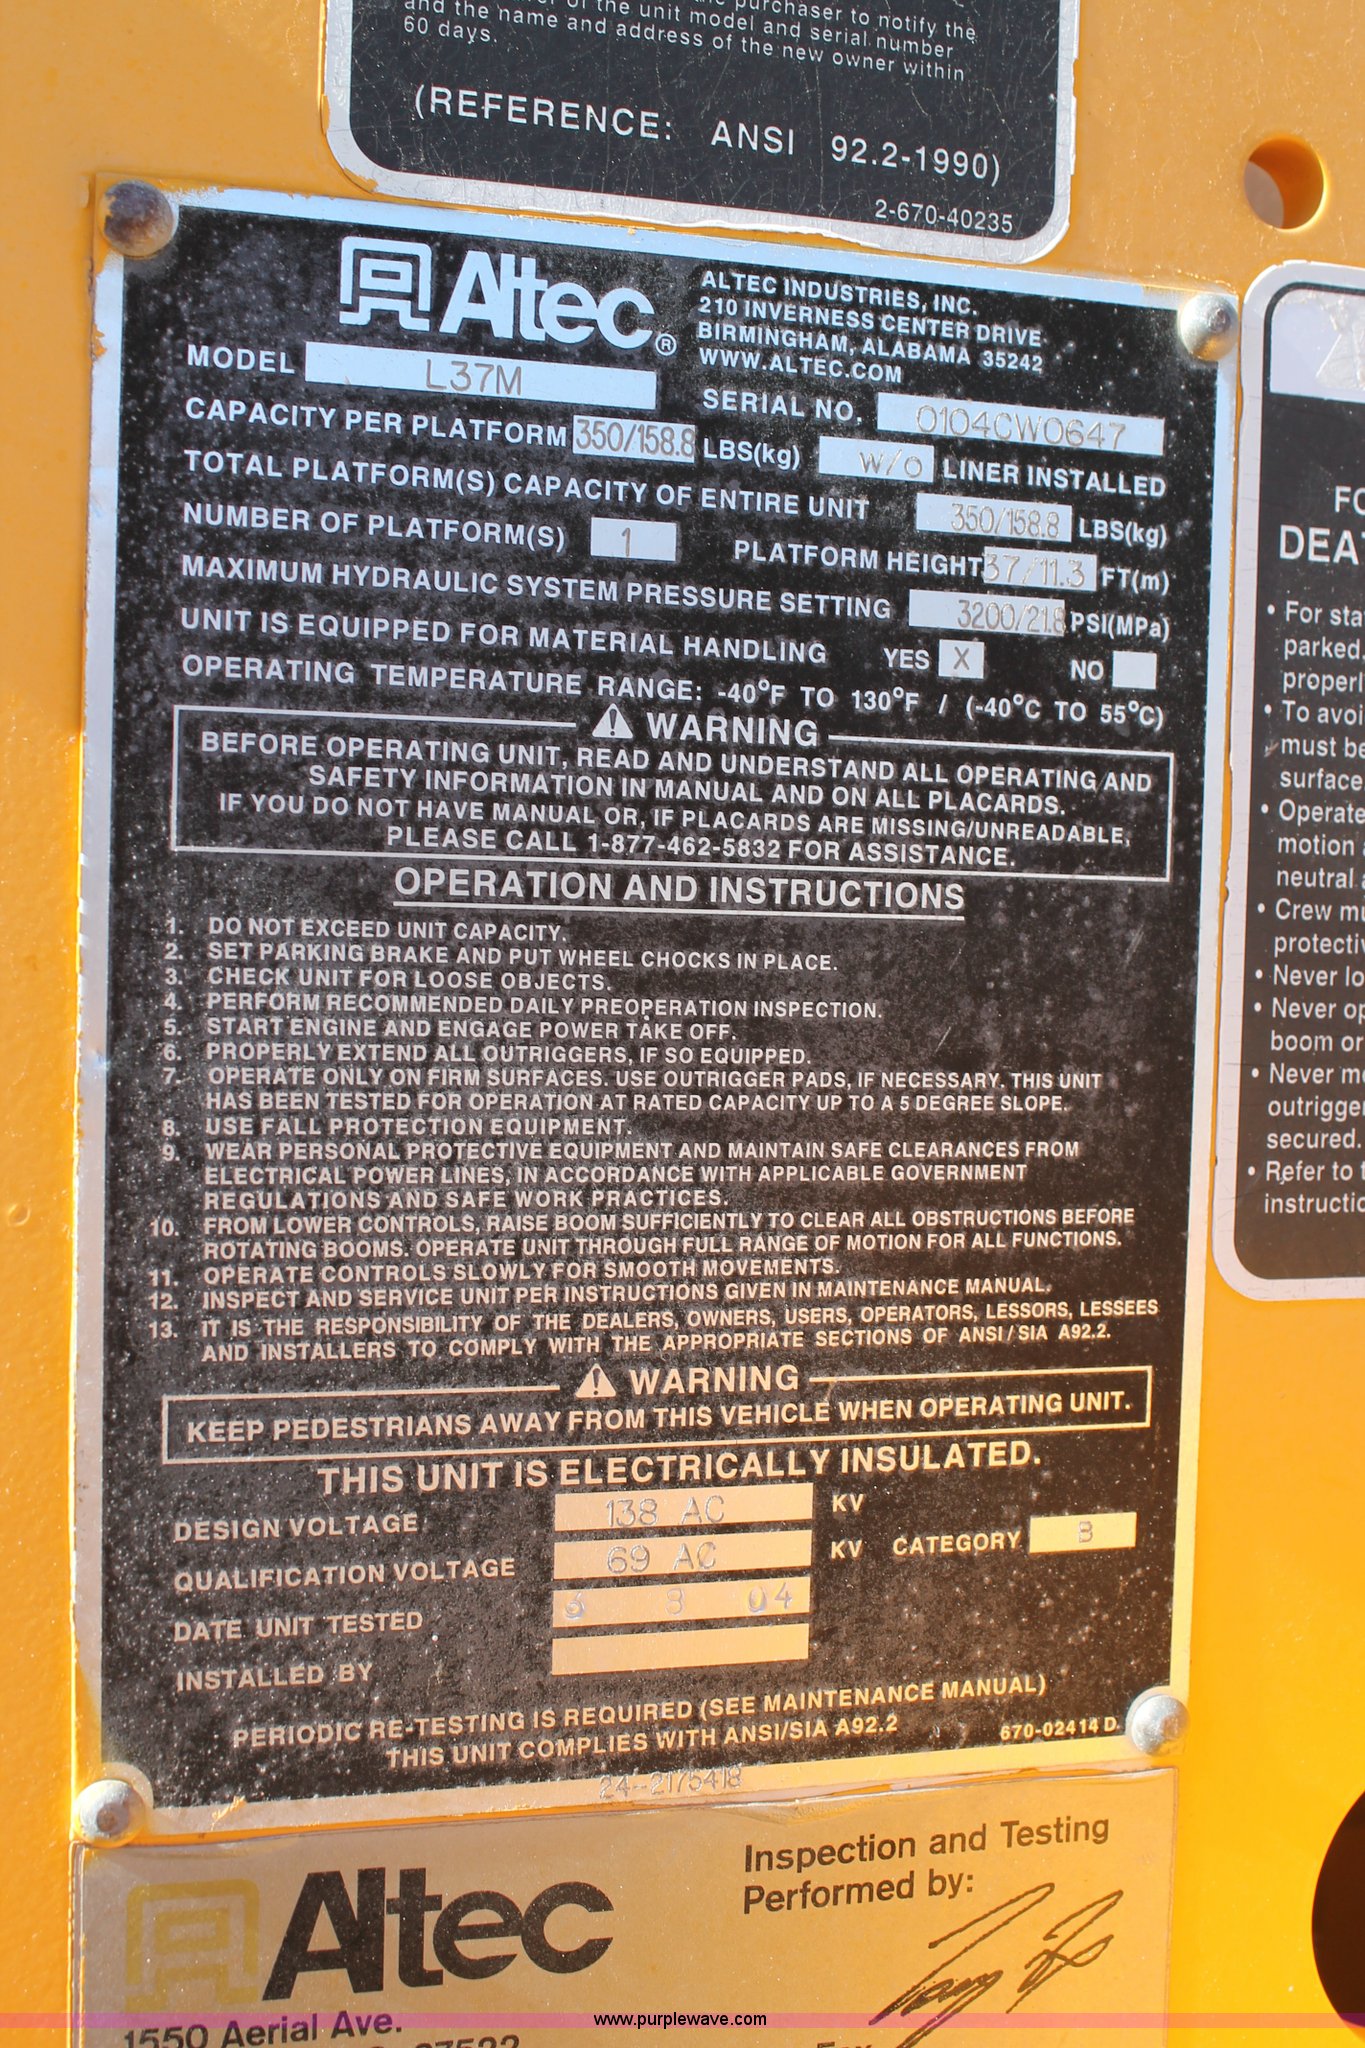 purchaser to notify the
of the unit model and serial number
and the name and address of the new owner within
60 days.
(REFERENCE: ANSI 92.2-1990)
2-670-40235
Altec®
ALTEC INDUSTRIES, INC.
210 INVERNESS CENTER DRIVE
BIRMINGHAM, ALABAMA 35242
WWW.ALTEC.COM
MODEL L37M
SERIAL NO. 0104CW0647
CAPACITY PER PLATFORM 350/158.8 LBS(kg) W/O LINER INSTALLED
TOTAL PLATFORM(S) CAPACITY OF ENTIRE UNIT 350/158.8 LBS(kg)
NUMBER OF PLATFORM(S) 1 PLATFORM HEIGHT 37/11.3 FT(m)
MAXIMUM HYDRAULIC SYSTEM PRESSURE SETTING 3200/21.8 PSI(MPa)
UNIT IS EQUIPPED FOR MATERIAL HANDLING YES X NO
OPERATING TEMPERATURE RANGE: -40°F TO 130°F / (-40°C TO 55°C)
WARNING
BEFORE OPERATING UNIT, READ AND UNDERSTAND ALL OPERATING AND
SAFETY INFORMATION IN MANUAL AND ON ALL PLACARDS.
IF YOU DO NOT HAVE MANUAL OR, IF PLACARDS ARE MISSING/UNREADABLE,
PLEASE CALL 1-877-462-5832 FOR ASSISTANCE.
OPERATION AND INSTRUCTIONS
1. DO NOT EXCEED UNIT CAPACITY.
2. SET PARKING BRAKE AND PUT WHEEL CHOCKS IN PLACE.
3. CHECK UNIT FOR LOOSE OBJECTS.
4. PERFORM RECOMMENDED DAILY PREOPERATION INSPECTION.
5. START ENGINE AND ENGAGE POWER TAKE OFF.
6. PROPERLY EXTEND ALL OUTRIGGERS, IF SO EQUIPPED.
7. OPERATE ONLY ON FIRM SURFACES. USE OUTRIGGER PADS, IF NECESSARY. THIS UNIT
HAS BEEN TESTED FOR OPERATION AT RATED CAPACITY UP TO A 5 DEGREE SLOPE.
8. USE FALL PROTECTION EQUIPMENT.
9. WEAR PERSONAL PROTECTIVE EQUIPMENT AND MAINTAIN SAFE CLEARANCES FROM
ELECTRICAL POWER LINES, IN ACCORDANCE WITH APPLICABLE GOVERNMENT
REGULATIONS AND SAFE WORK PRACTICES.
10. FROM LOWER CONTROLS, RAISE BOOM SUFFICIENTLY TO CLEAR ALL OBSTRUCTIONS BEFORE
ROTATING BOOMS. OPERATE UNIT THROUGH FULL RANGE OF MOTION FOR ALL FUNCTIONS.
11. OPERATE CONTROLS SLOWLY FOR SMOOTH MOVEMENTS.
12. INSPECT AND SERVICE UNIT PER INSTRUCTIONS GIVEN IN MAINTENANCE MANUAL.
13. IT IS THE RESPONSIBILITY OF THE DEALERS, OWNERS, USERS, OPERATORS, LESSORS, LESSEES
AND INSTALLERS TO COMPLY WITH THE APPROPRIATE SECTIONS OF ANSI/SIA A92.2.
WARNING
KEEP PEDESTRIANS AWAY FROM THIS VEHICLE WHEN OPERATING UNIT.
THIS UNIT IS ELECTRICALLY INSULATED.
DESIGN VOLTAGE 138 AC KV
QUALIFICATION VOLTAGE 69 AC KV CATEGORY B
DATE UNIT TESTED 6 8 04
INSTALLED BY
PERIODIC RE-TESTING IS REQUIRED (SEE MAINTENANCE MANUAL)
THIS UNIT COMPLIES WITH ANSI/SIA A92.2
670-02414 D
24--2175418
FO
DEAT
• For sta
parked.
properl
• To avoi
must be
surface
• Operate
motion
neutral
• Crew mu
protectiv
• Never lo
• Never op
boom or
• Never mo
outrigger
secured.
• Refer to t
instructio
Altec
Inspection and Testing
Performed by:
1550 Aerial Ave.
www.purplewave.com